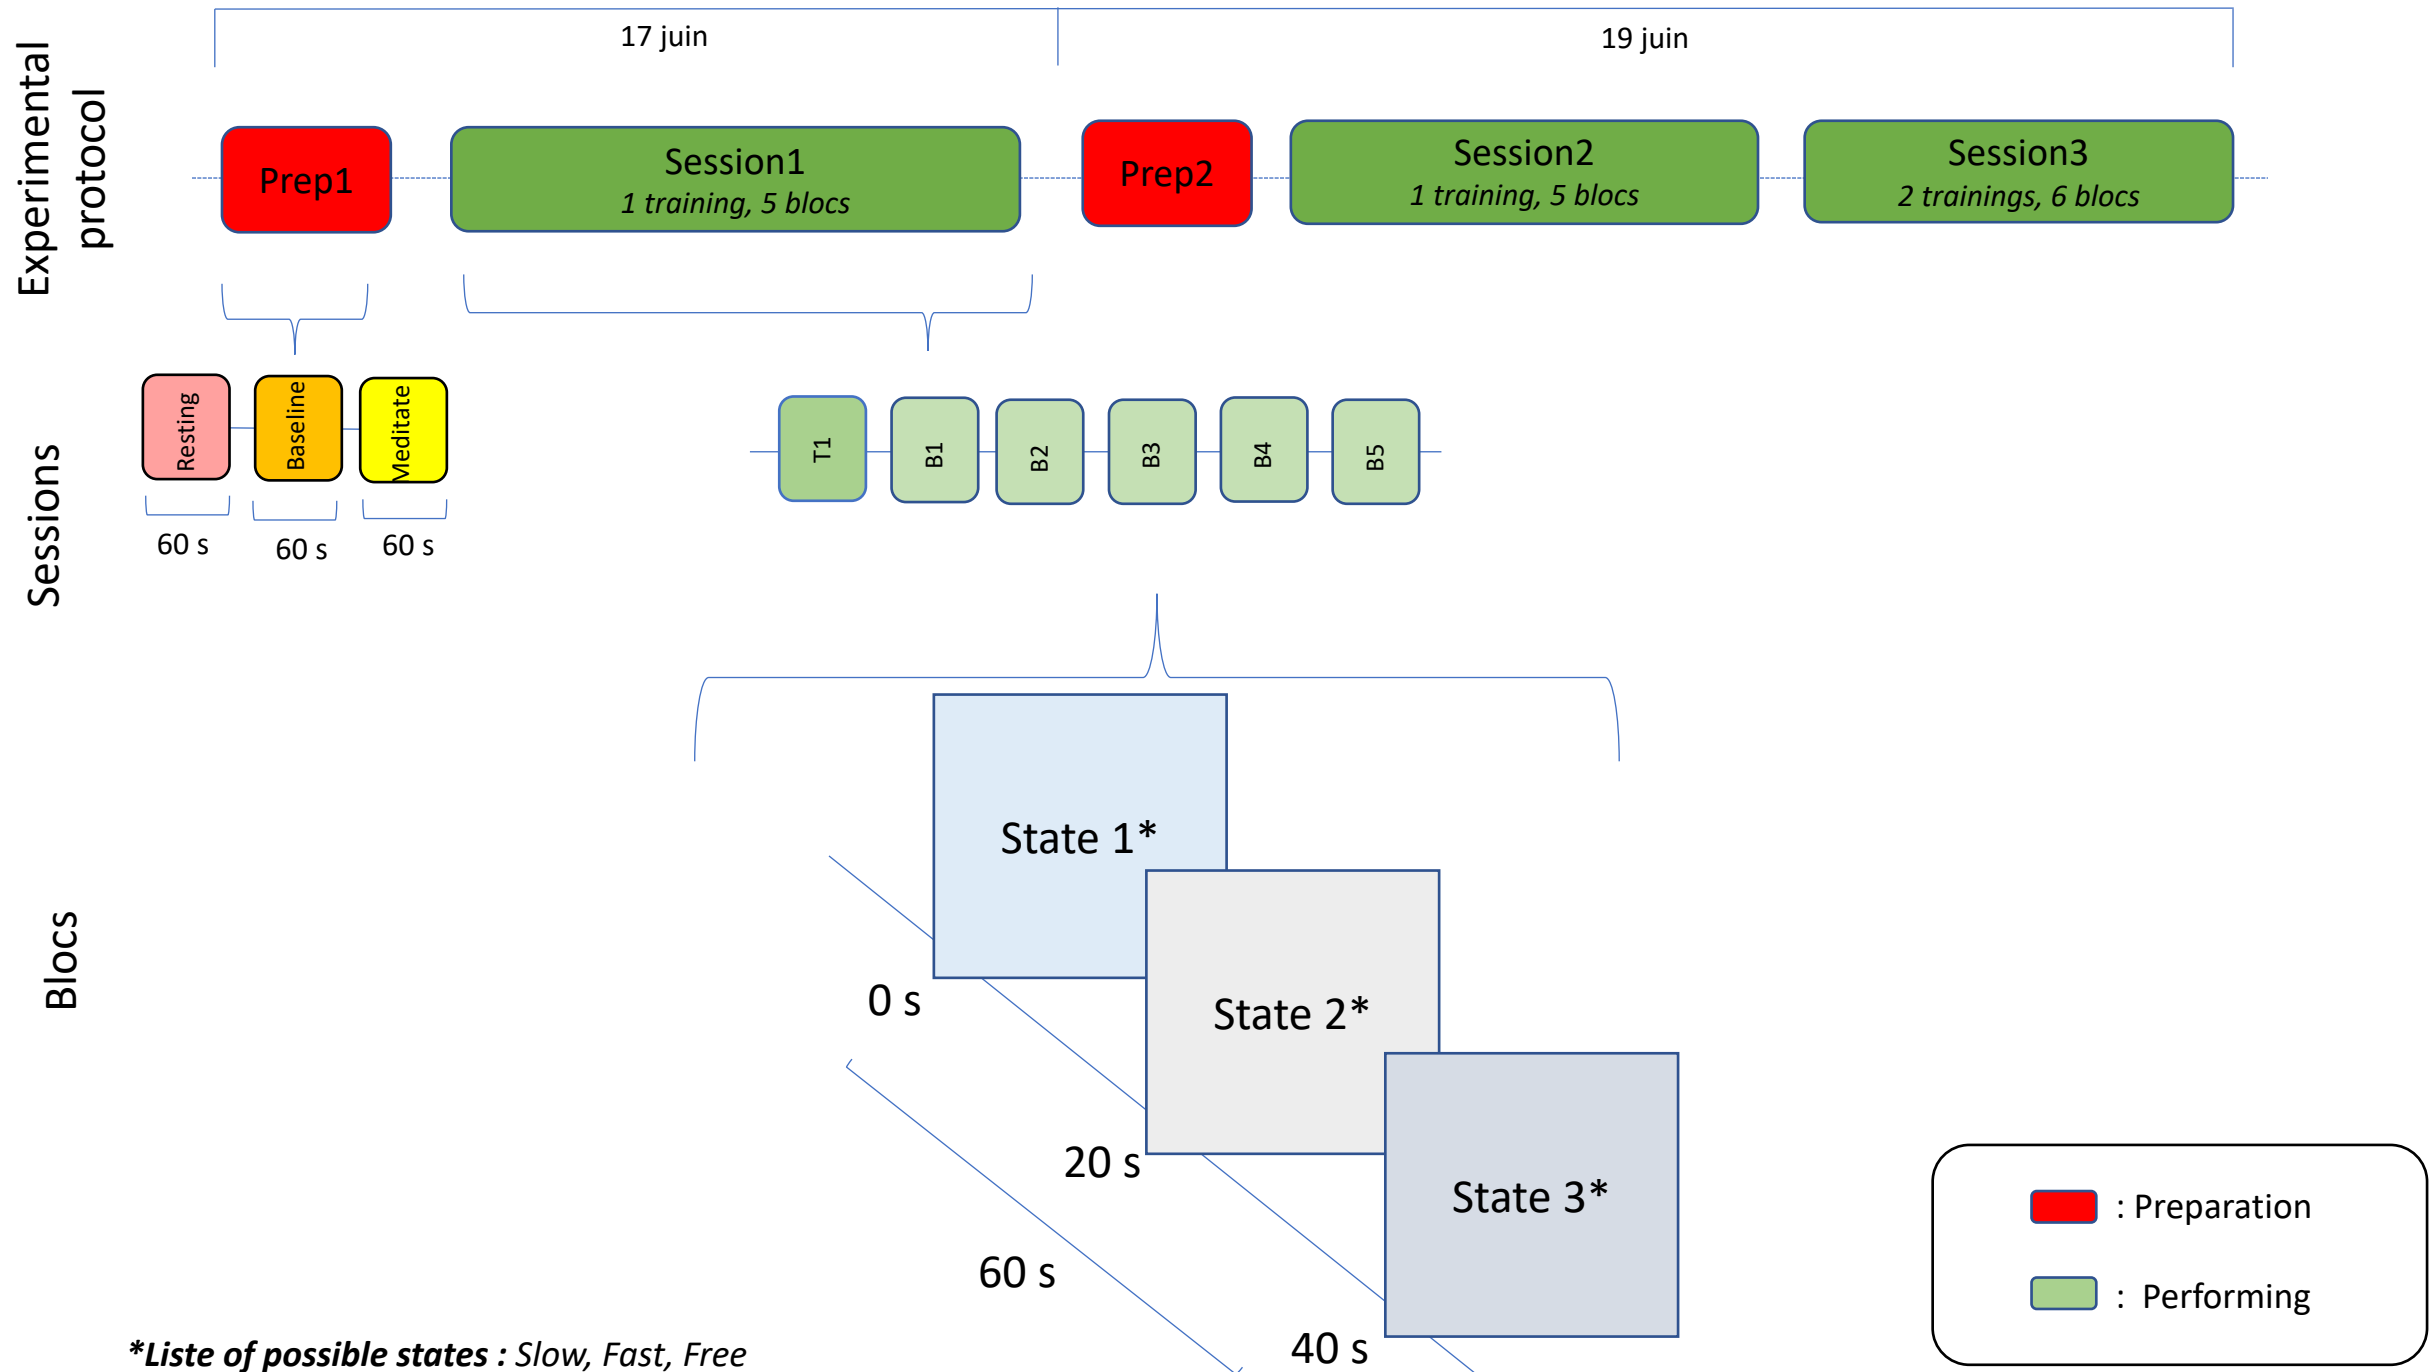 17 juin
19 juin
Experimental
protocol
Prep1
Session1
1 training, 5 blocs
Prep2
Session2
1 training, 5 blocs
Session3
2 trainings, 6 blocs
Sessions
Resting
Baseline
Meditate
60 s
60 s
60 s
T1
B1
B2
B3
B4
B5
Blocs
State 1*
State 2*
State 3*
0 s
20 s
40 s
60 s
: Preparation
: Performing
*Liste of possible states : Slow, Fast, Free